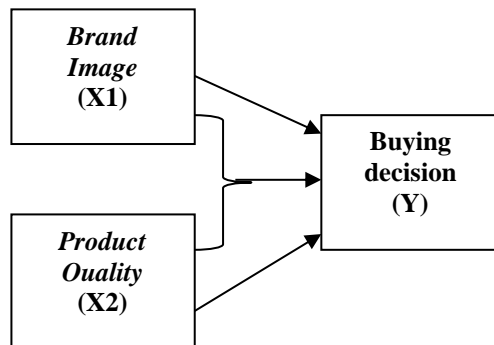 Brand
Image
(X1)
Buying
decision
(Y)
Product
Ouality
(X2)